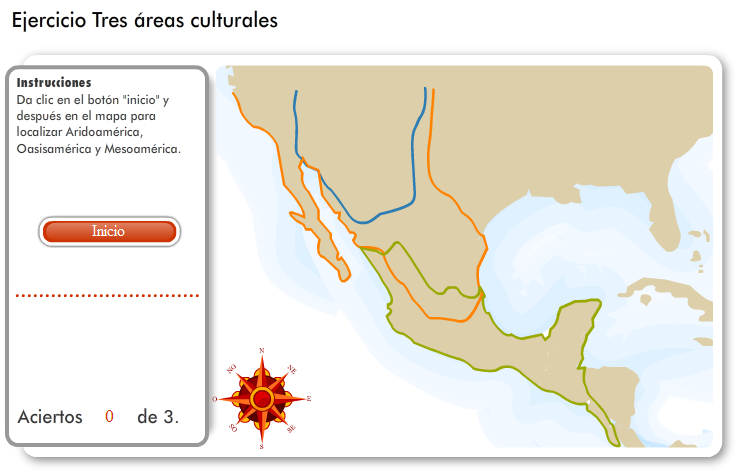 Ejercicio Tres áreas culturales
Instrucciones
Da clic en el botón "inicio" y
después en el mapa para
localizar Aridoamérica,
Oasisamérica y Mesoamérica.
Inicio
Aciertos 0 de 3.
N
NO
NE
O
E
SO
SE
S